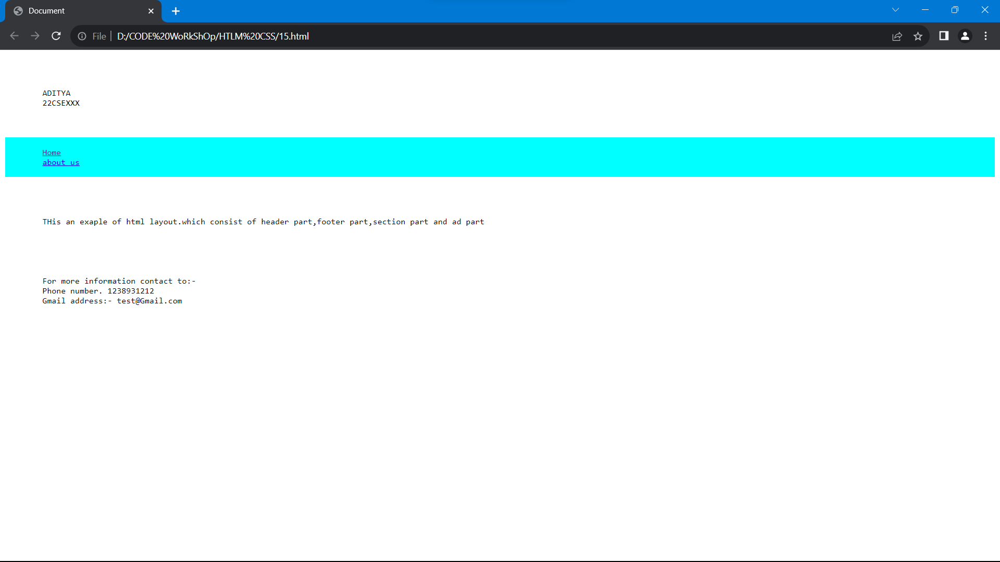 Document
File
D:/CODE%20WoRkShOp/HTLM%20CSS/15.html
ADITYA
22CSEXXX
Home
about us
THis an exaple of html layout.which consist of header part,footer part,section part and ad part
For more information contact to:-
Phone number. 1238931212
Gmail address:- test@Gmail.com